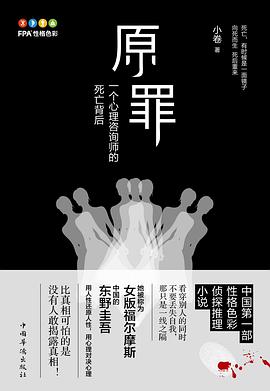 FPA®性格色彩
死亡，有时候是一面镜子
向死而生 死后重来
小卷 著
原罪
一个心理咨询师的
死亡背后
中国第一部
性格色彩
侦探推理
小说
看穿别人的同时
不要丢失自我，
那只是一线之隔
她被誉为
女版福尔摩斯
中国的
东野圭吾
用人性还原人性，用心理对决心理
比真相可怕的是
没有人敢揭露真相！
中国华侨出版社